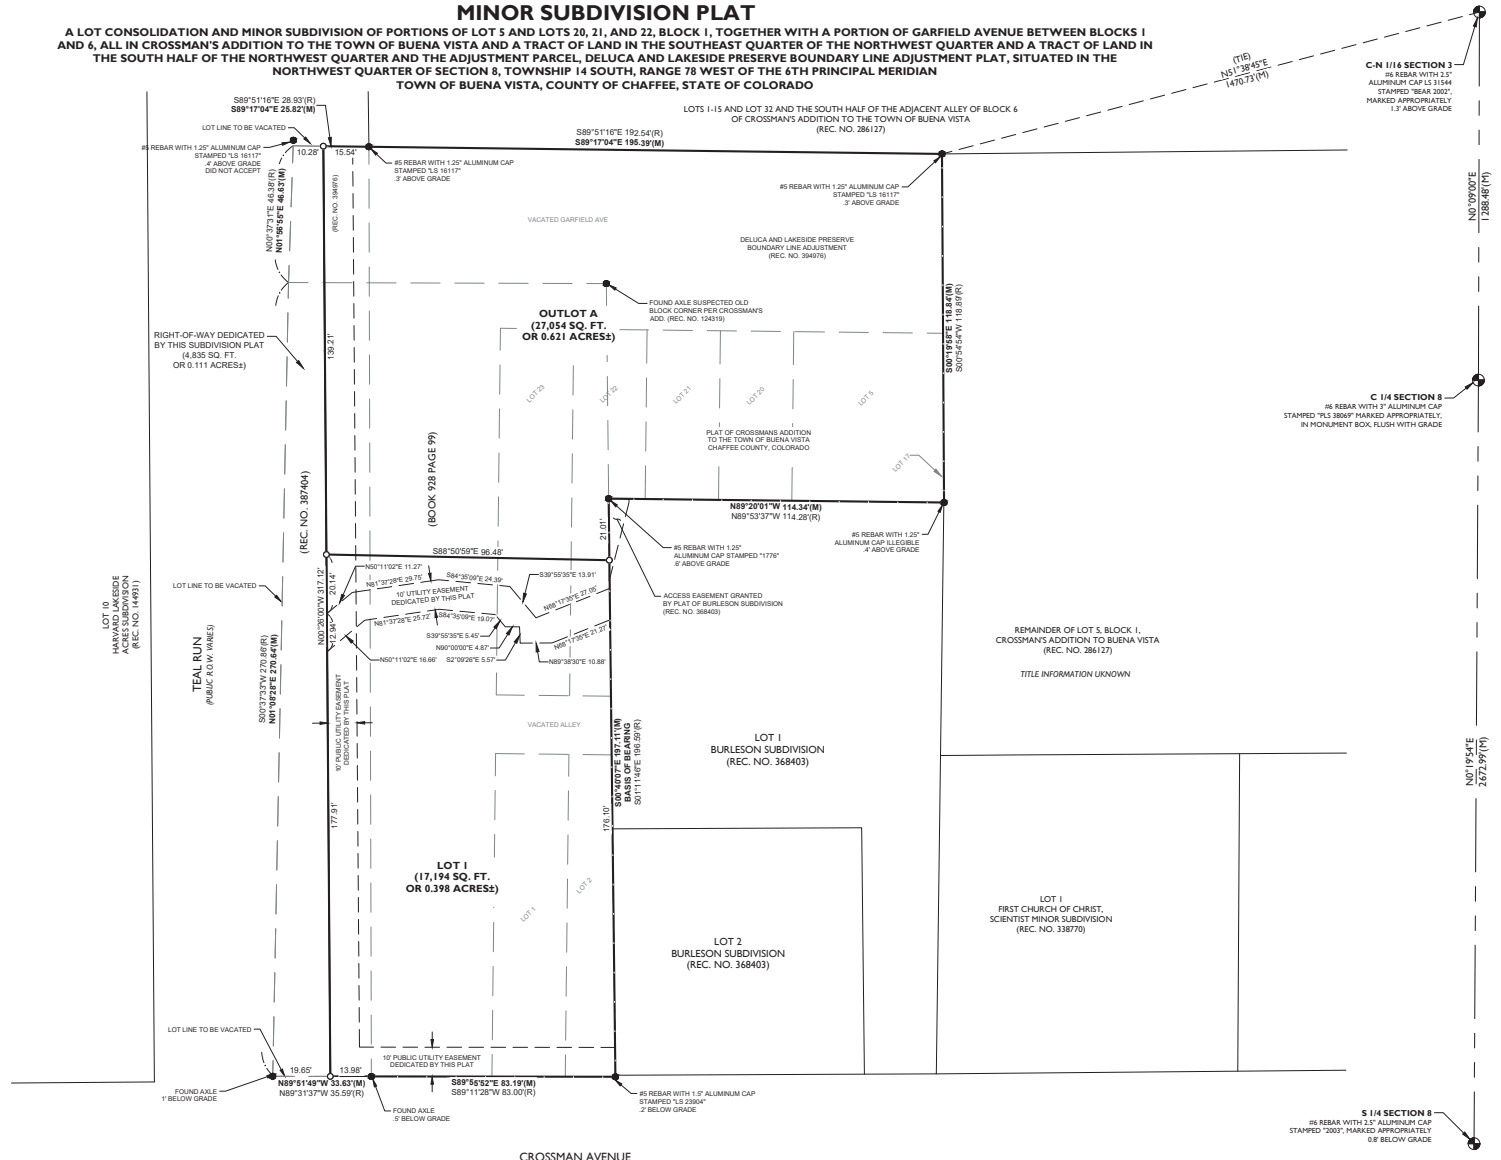 MINOR SUBDIVISION PLAT
A LOT CONSOLIDATION AND MINOR SUBDIVISION OF PORTIONS OF LOT 5 AND LOTS 20, 21, AND 22, BLOCK 1, TOGETHER WITH A PORTION OF GARFIELD AVENUE BETWEEN BLOCKS 1
AND 6, ALL IN CROSSMAN'S ADDITION TO THE TOWN OF BUENA VISTA AND A TRACT OF LAND IN THE SOUTHEAST QUARTER OF THE NORTHWEST QUARTER AND A TRACT OF LAND IN
THE SOUTH HALF OF THE NORTHWEST QUARTER AND THE ADJUSTMENT PARCEL, DELUCA AND LAKESIDE PRESERVE BOUNDARY LINE ADJUSTMENT PLAT, SITUATED IN THE
NORTHWEST QUARTER OF SECTION 8, TOWNSHIP 14 SOUTH, RANGE 78 WEST OF THE 6TH PRINCIPAL MERIDIAN
TOWN OF BUENA VISTA, COUNTY OF CHAFFEE, STATE OF COLORADO
(TIE)
N51°38'45"E
1470.73'(M)
C-N 1/16 SECTION 3
#6 REBAR WITH 2.5"
ALUMINUM CAP LS 31544
STAMPED "BEAR 2002",
MARKED APPROPRIATELY
1.3' ABOVE GRADE
S89°51'16"E 28.93'(R)
S89°17'04"E 25.82'(M)
LOT LINE TO BE VACATED
#5 REBAR WITH 1.25" ALUMINUM CAP
STAMPED "LS 16117"
.4' ABOVE GRADE
DID NOT ACCEPT
10.28'
15.54'
S89°51'16"E 192.54'(R)
S89°17'04"E 195.39'(M)
LOTS 1-15 AND LOT 32 AND THE SOUTH HALF OF THE ADJACENT ALLEY OF BLOCK 6
OF CROSSMAN'S ADDITION TO THE TOWN OF BUENA VISTA
(REC. NO. 286127)
#5 REBAR WITH 1.25" ALUMINUM CAP
STAMPED "LS 16117"
.3' ABOVE GRADE
#5 REBAR WITH 1.25" ALUMINUM CAP
STAMPED "LS 16117"
.3' ABOVE GRADE
N00°37'31"E 46.38'(R)
N01°56'55"E 46.63'(M)
(REC. NO. 394976)
VACATED GARFIELD AVE
DELUCA AND LAKESIDE PRESERVE
BOUNDARY LINE ADJUSTMENT
(REC. NO. 394976)
N0°09'00"E
1288.48'(M)
FOUND AXLE SUSPECTED OLD
BLOCK CORNER PER CROSSMAN'S
ADD. (REC. NO. 124319)
OUTLOT A
(27,054 SQ. FT.
OR 0.621 ACRES±)
RIGHT-OF-WAY DEDICATED
BY THIS SUBDIVISION PLAT
(4,835 SQ. FT.
OR 0.111 ACRES±)
139.21'
S00°19'58"E 118.84'(M)
S00°54'54"W 118.89'(R)
LOT 23
LOT 22
LOT 21
LOT 20
LOT 5
LOT 17
PLAT OF CROSSMANS ADDITION
TO THE TOWN OF BUENA VISTA
CHAFFEE COUNTY, COLORADO
C 1/4 SECTION 8
#6 REBAR WITH 3" ALUMINUM CAP
STAMPED "PLS 38069" MARKED APPROPRIATELY,
IN MONUMENT BOX, FLUSH WITH GRADE
(REC. NO. 387404)
(BOOK 928 PAGE 99)
N89°20'01"W 114.34'(M)
N89°53'37"W 114.28'(R)
21.01'
#5 REBAR WITH 1.25"
ALUMINUM CAP STAMPED "1776"
.6' ABOVE GRADE
#5 REBAR WITH 1.25"
ALUMINUM CAP ILLEGIBLE
.4' ABOVE GRADE
S88°50'59"E 96.48'
N50°11'02"E 11.27'
N81°37'28"E 29.75'
S84°35'09"E 24.39'
S39°55'35"E 13.91'
N68°17'35"E 27.05'
10' UTILITY EASEMENT
DEDICATED BY THIS PLAT
N81°37'28"E 25.72'
S84°35'09"E 19.07'
S39°55'35"E 5.45'
N90°00'00"E 4.87'
S2°09'26"E 5.57'
N68°17'35"E 21.27'
N89°38'30"E 10.88'
N50°11'02"E 16.66'
ACCESS EASEMENT GRANTED
BY PLAT OF BURLESON SUBDIVISION
(REC. NO. 368403)
LOT LINE TO BE VACATED
LOT 10
HARVARD LAKESIDE
ACRES SUBDIVISION
(REC. NO. 144931)
TEAL RUN
(PUBLIC R.O.W. VARIES)
S00°37'33"W 270.86'(R)
N01°08'28"E 270.64'(M)
N00°26'00"W 317.12'
20.14'
12.94'
10' PUBLIC UTILITY EASEMENT
DEDICATED BY THIS PLAT
177.91'
REMAINDER OF LOT 5, BLOCK 1,
CROSSMAN'S ADDITION TO BUENA VISTA
(REC. NO. 286127)
TITLE INFORMATION UKNOWN
VACATED ALLEY
S00°40'07"E 197.11'(M)
BASIS OF BEARING
S01°11'46"E 196.59'(R)
176.10'
LOT 1
BURLESON SUBDIVISION
(REC. NO. 368403)
N0°19'54"E
2672.99'(M)
LOT 1
(17,194 SQ. FT.
OR 0.398 ACRES±)
LOT 1
LOT 2
LOT 2
BURLESON SUBDIVISION
(REC. NO. 368403)
LOT 1
FIRST CHURCH OF CHRIST,
SCIENTIST MINOR SUBDIVISION
(REC. NO. 338770)
LOT LINE TO BE VACATED
10' PUBLIC UTILITY EASEMENT
DEDICATED BY THIS PLAT
19.65'
13.98'
N89°51'49"W 33.63'(M)
N89°31'37"W 35.59'(R)
S89°55'52"E 83.19'(M)
S89°11'28"W 83.00'(R)
FOUND AXLE
1' BELOW GRADE
FOUND AXLE
.5' BELOW GRADE
#5 REBAR WITH 1.5" ALUMINUM CAP
STAMPED "LS 23904"
.2' BELOW GRADE
S 1/4 SECTION 8
#6 REBAR WITH 2.5" ALUMINUM CAP
STAMPED "2003", MARKED APPROPRIATELY
0.8' BELOW GRADE
CROSSMAN AVENUE